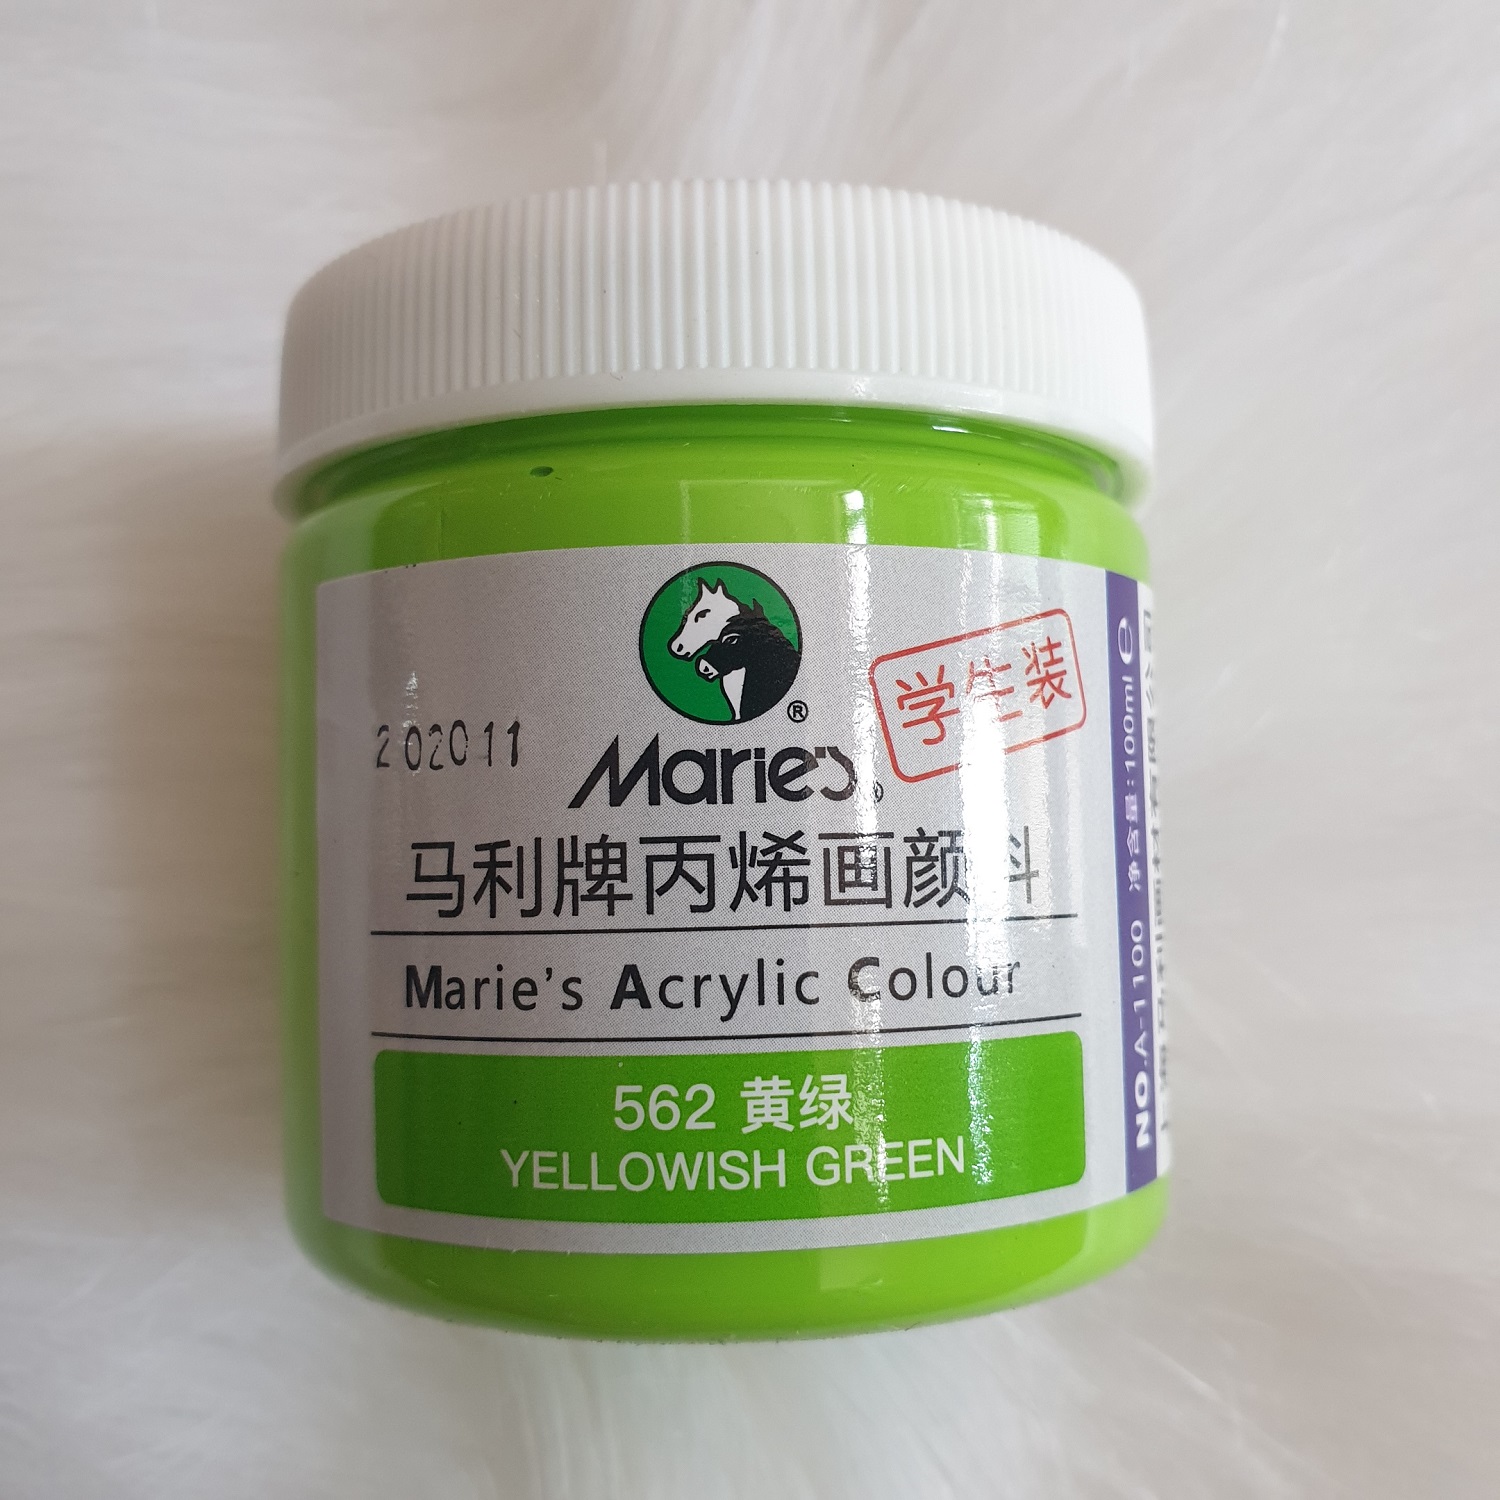 202011
Marie's
学生装
马利牌丙烯画颜料
Marie's Acrylic Colour
562 黄绿
YELLOWISH GREEN
NO.A-1100 净含量:100ml e